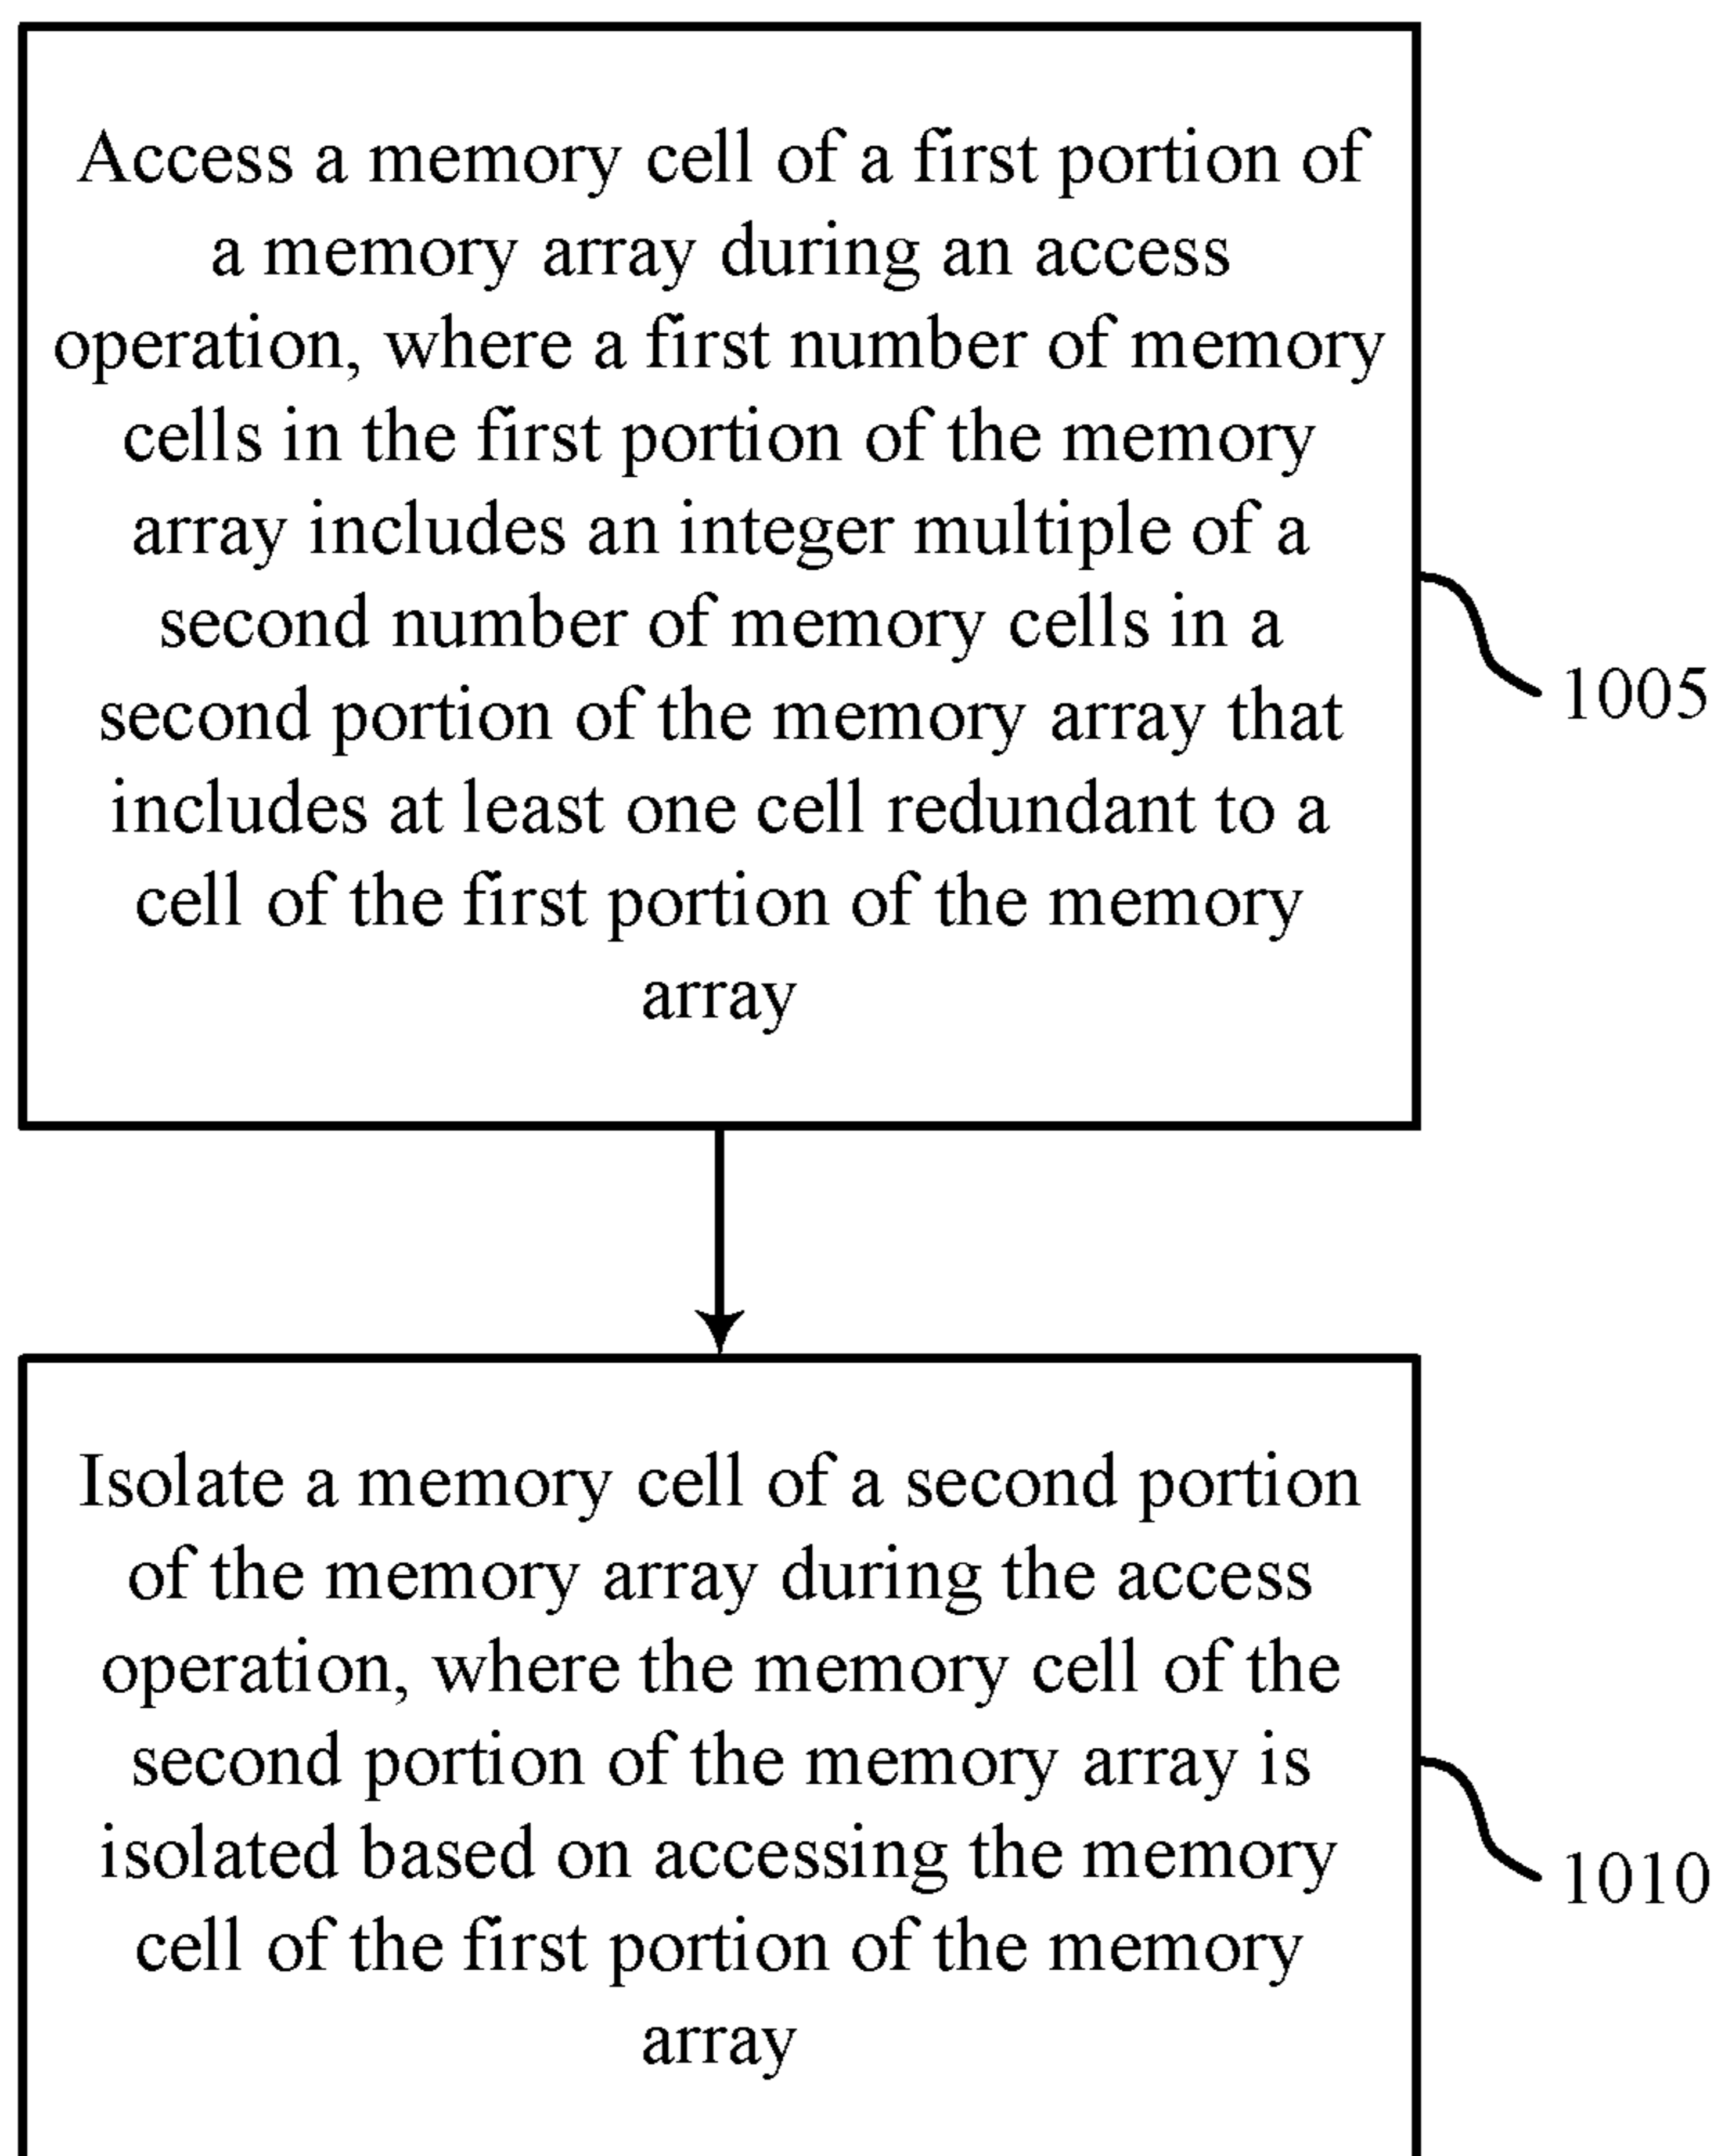 Access a memory cell of a first portion of
a memory array during an access
operation, where a first number of memory
cells in the first portion of the memory
array includes an integer multiple of a
second number of memory cells in a
second portion of the memory array that
includes at least one cell redundant to a
cell of the first portion of the memory
array
1005
Isolate a memory cell of a second portion
of the memory array during the access
operation, where the memory cell of the
second portion of the memory array is
isolated based on accessing the memory
cell of the first portion of the memory
array
1010